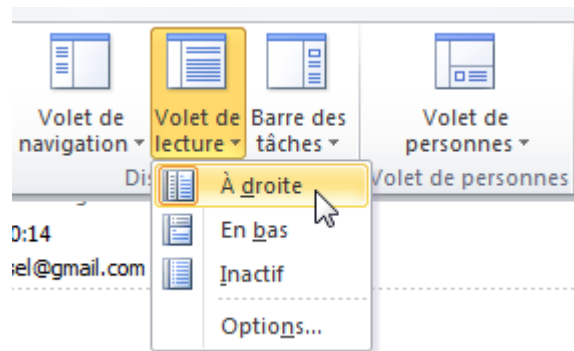 Volet de navigation
Volet de lecture
Barre des tâches
Volet de personnes
Volet de personnes
À droite
0:14
En bas
sel@gmail.com
Inactif
Options...